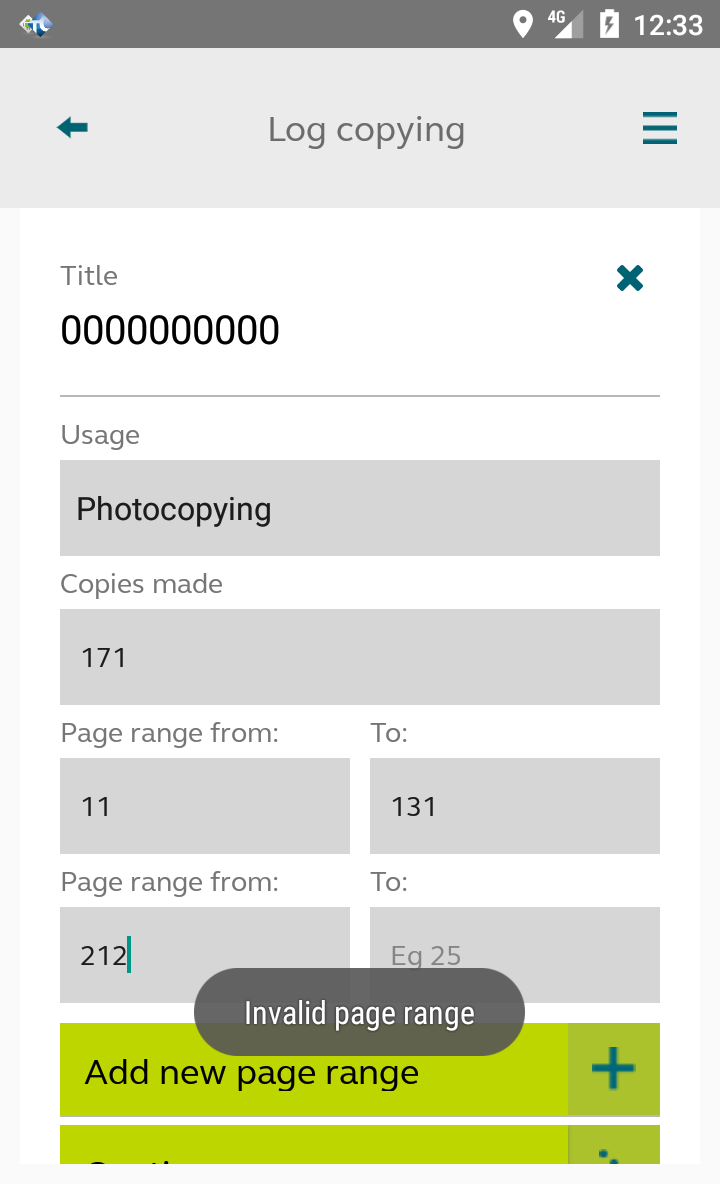 4G 12:33
Log copying
Title
0000000000
Usage
Photocopying
Copies made
171
Page range from: To:
11 131
Page range from: To:
212 Eg 25
Invalid page range
Add new page range